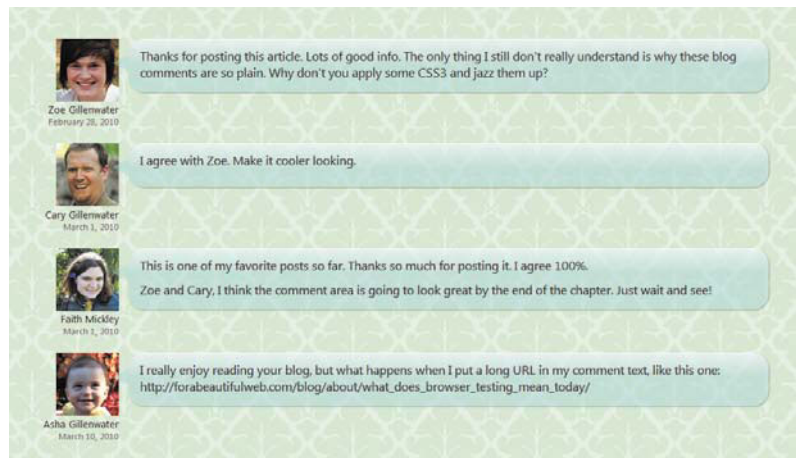 Thanks for posting this article. Lots of good info. The only thing I still don't really understand is why these blog
comments are so plain. Why don't you apply some CSS3 and jazz them up?
Zoe Gillenwater
February 28, 2010
I agree with Zoe. Make it cooler looking.
Cary Gillenwater
March 1, 2010
This is one of my favorite posts so far. Thanks so much for posting it. I agree 100%.
Zoe and Cary, I think the comment area is going to look great by the end of the chapter. Just wait and see!
Faith Mickley
March 1, 2010
I really enjoy reading your blog, but what happens when I put a long URL in my comment text, like this one:
http://forabeautifulweb.com/blog/about/what_does_browser_testing_mean_today/
Asha Gillenwater
March 10, 2010